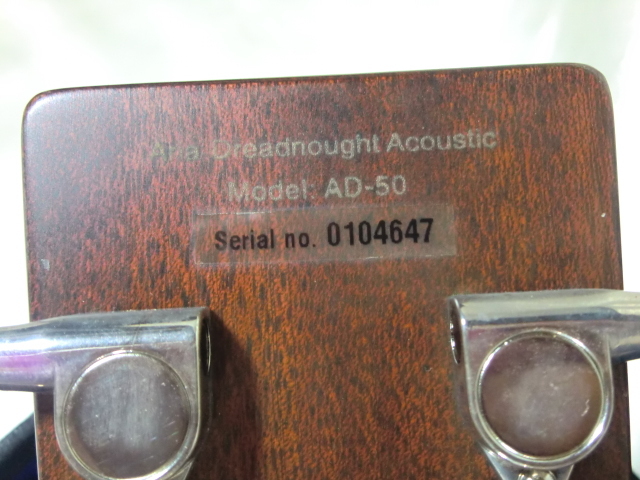 Dreadnought Acoustic
Model: AD-50
Serial no. 0104647